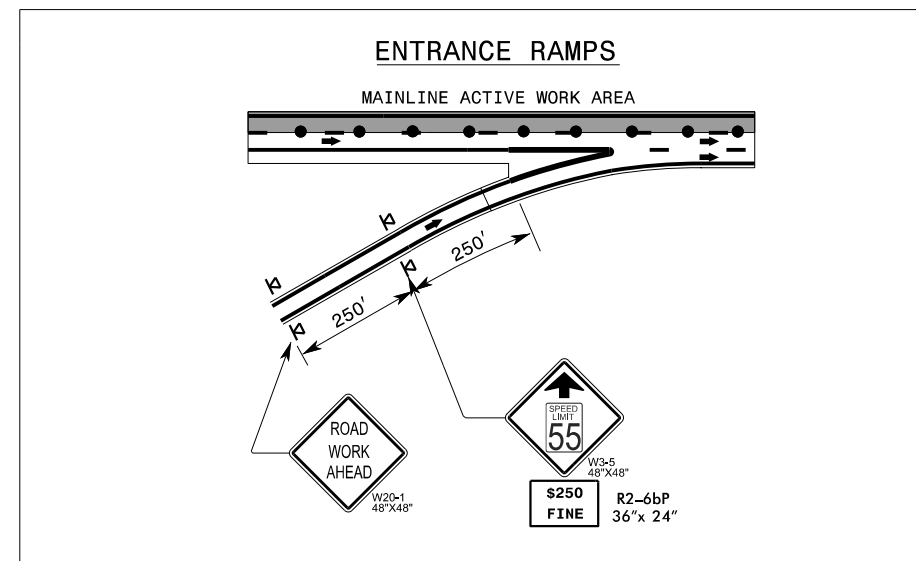 ENTRANCE RAMPS
MAINLINE ACTIVE WORK AREA
250'
250'
ROAD
WORK
AHEAD
W20-1
48"X48"
SPEED
LIMIT
55
W3-5
48"X48"
$250
FINE
R2-6bP
36"x 24"